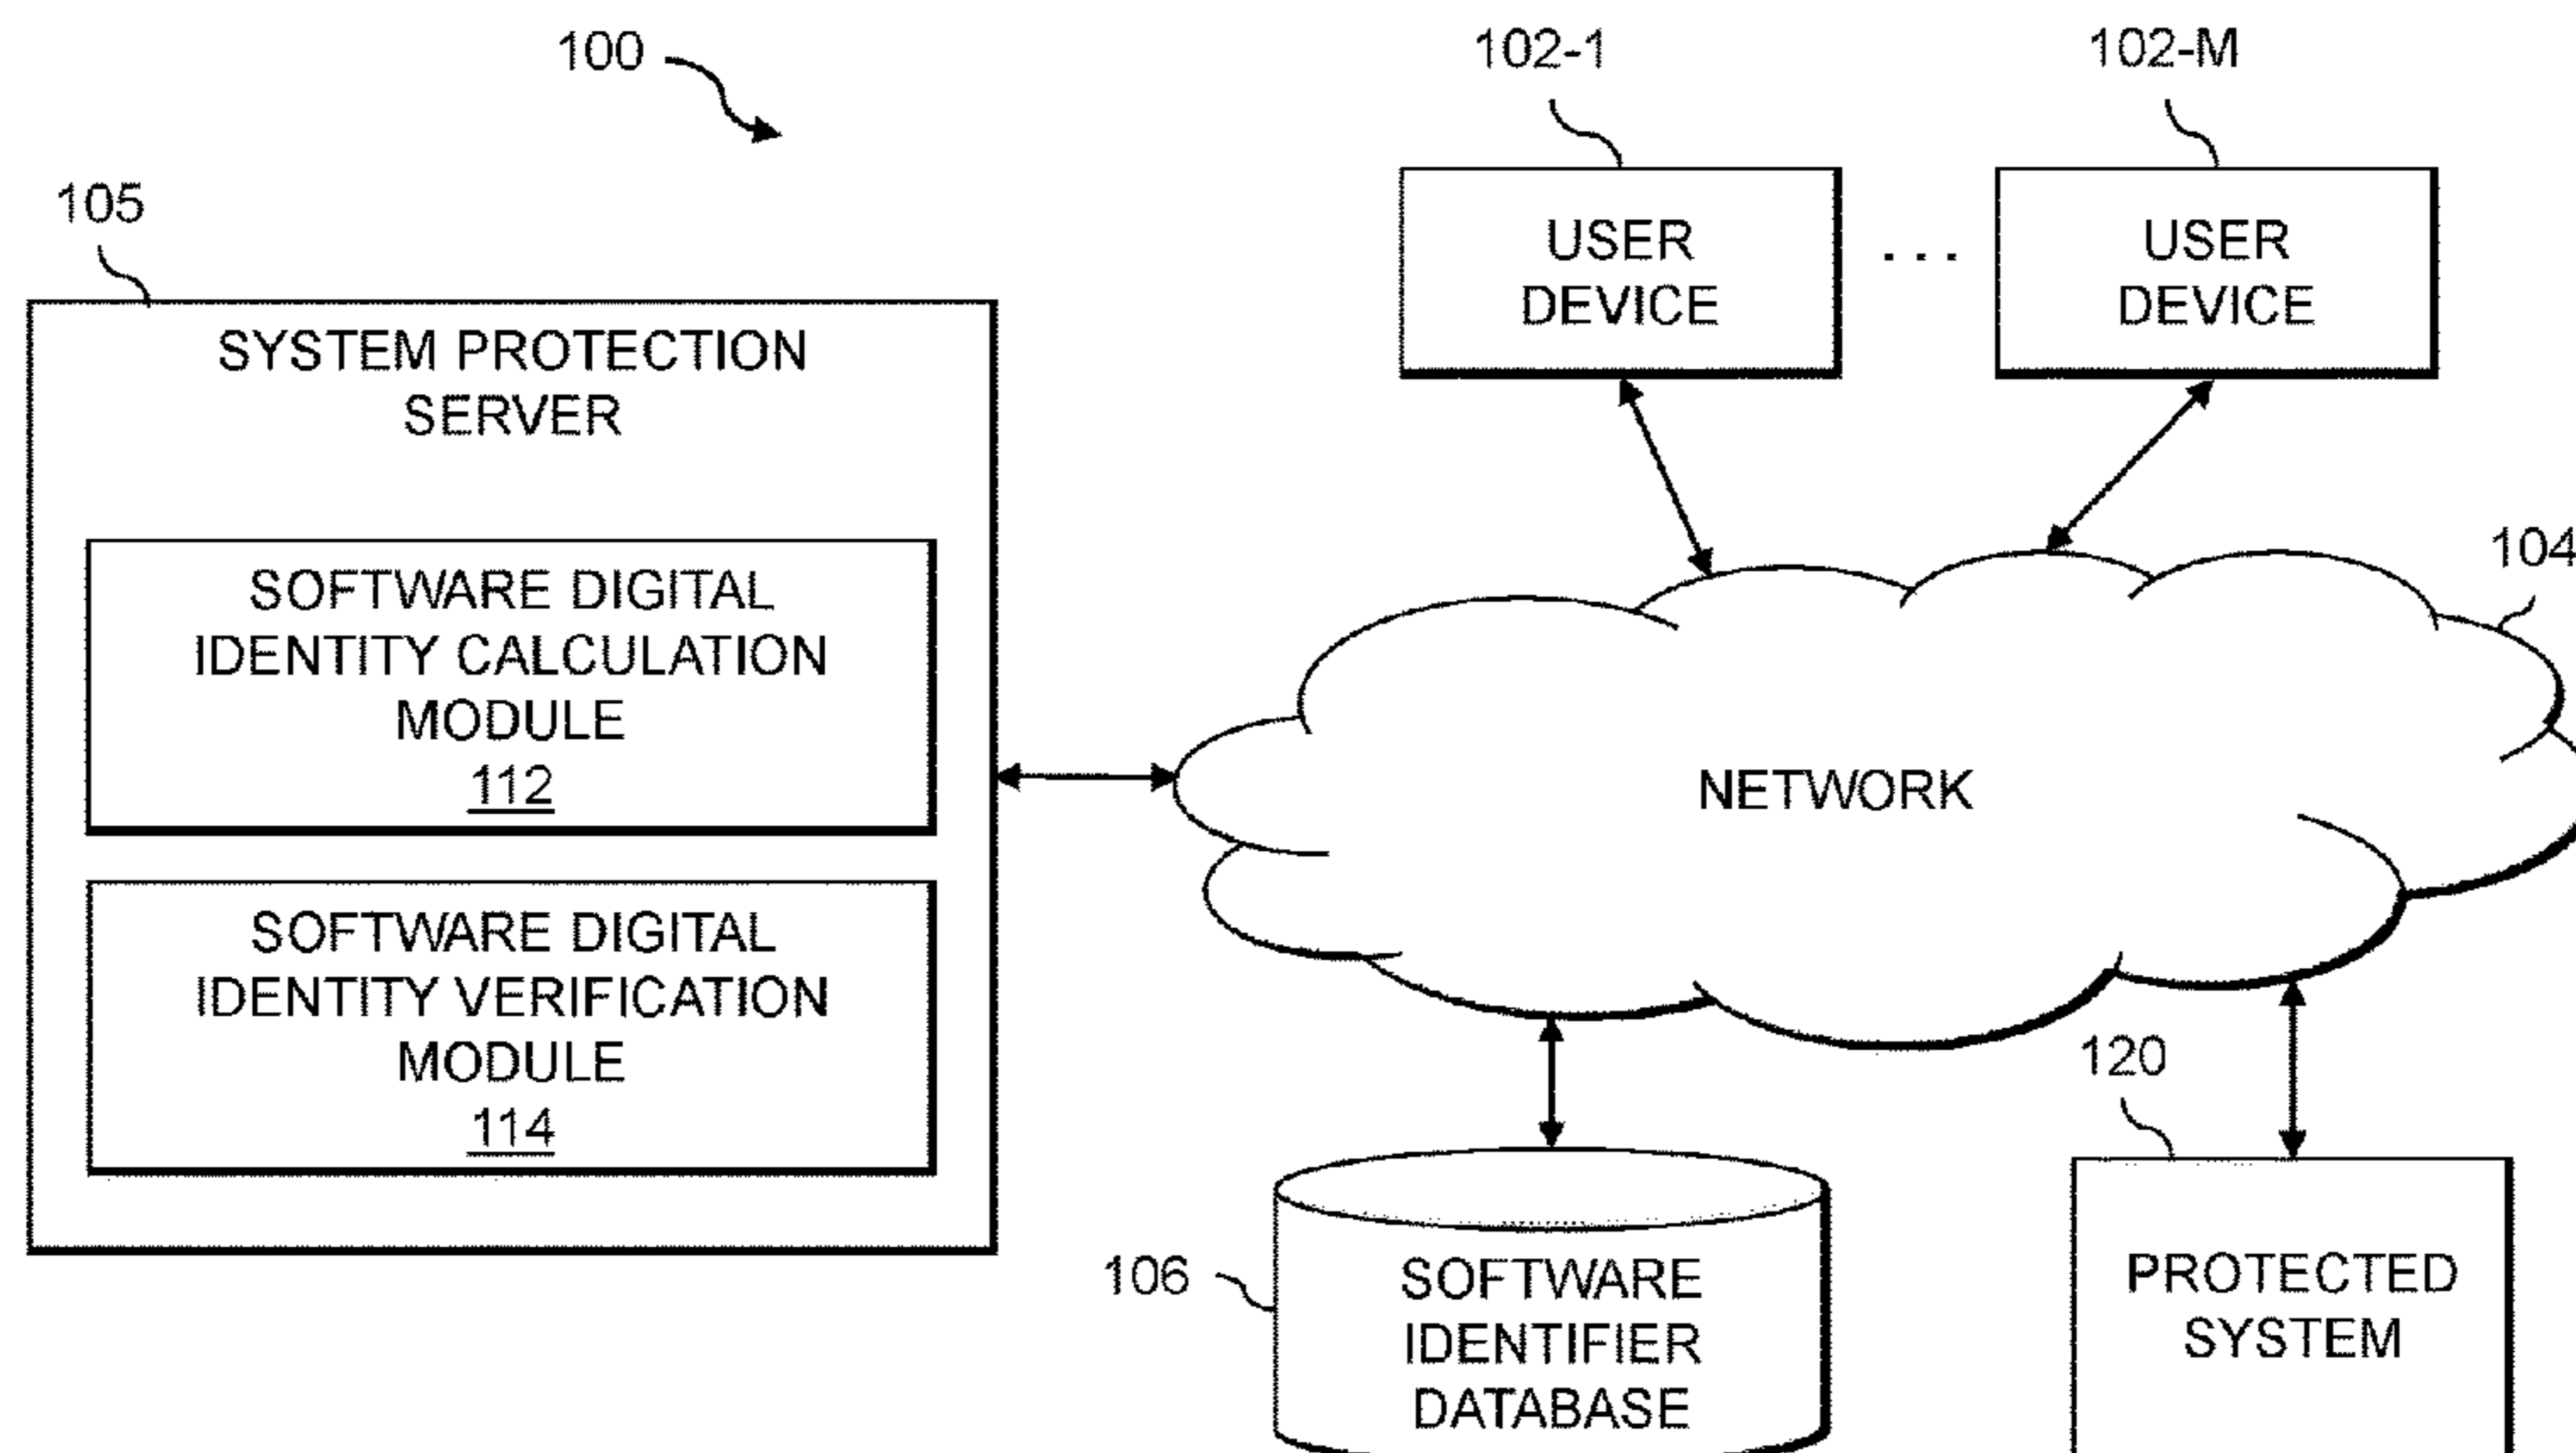 100
102-1
102-M
105
USER
DEVICE
. . .
USER
DEVICE
SYSTEM PROTECTION
SERVER
SOFTWARE DIGITAL
IDENTITY CALCULATION
MODULE
112
SOFTWARE DIGITAL
IDENTITY VERIFICATION
MODULE
114
104
NETWORK
106
SOFTWARE
IDENTIFIER
DATABASE
120
PROTECTED
SYSTEM